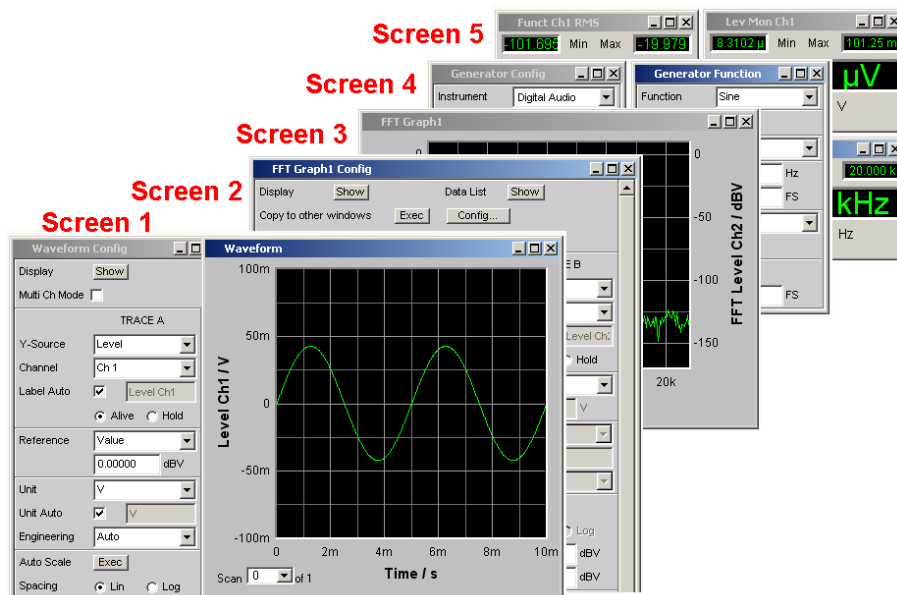 Screen 5
Funct Ch1 RMS
-101.695 Min Max -19.979
Lev Mon Ch1
8.3102 µ Min Max 101.25 m
µV
V
20.000 k
kHz
Hz
Screen 4
Generator Config
Instrument Digital Audio
Generator Function
Function Sine
Hz
FS
FS
Screen 3
FFT Graph1
0
0
-50
-100
-150
FFT Level Ch2 / dBV
20k
Screen 2
FFT Graph1 Config
Display Show Data List Show
Copy to other windows Exec Config...
E B
Level Ch2
Hold
V
Log
dBV
dBV
Screen 1
Waveform Config
Display Show
Multi Ch Mode
TRACE A
Y-Source Level
Channel Ch 1
Label Auto Level Ch1
Alive Hold
Reference Value
0.00000 dBV
Unit V
Unit Auto V
Engineering Auto
Auto Scale Exec
Spacing Lin Log
Waveform
100m
50m
0
-50m
-100m
Level Ch1 / V
0 2m 4m 6m 8m 10m
Time / s
Scan 0 of 1